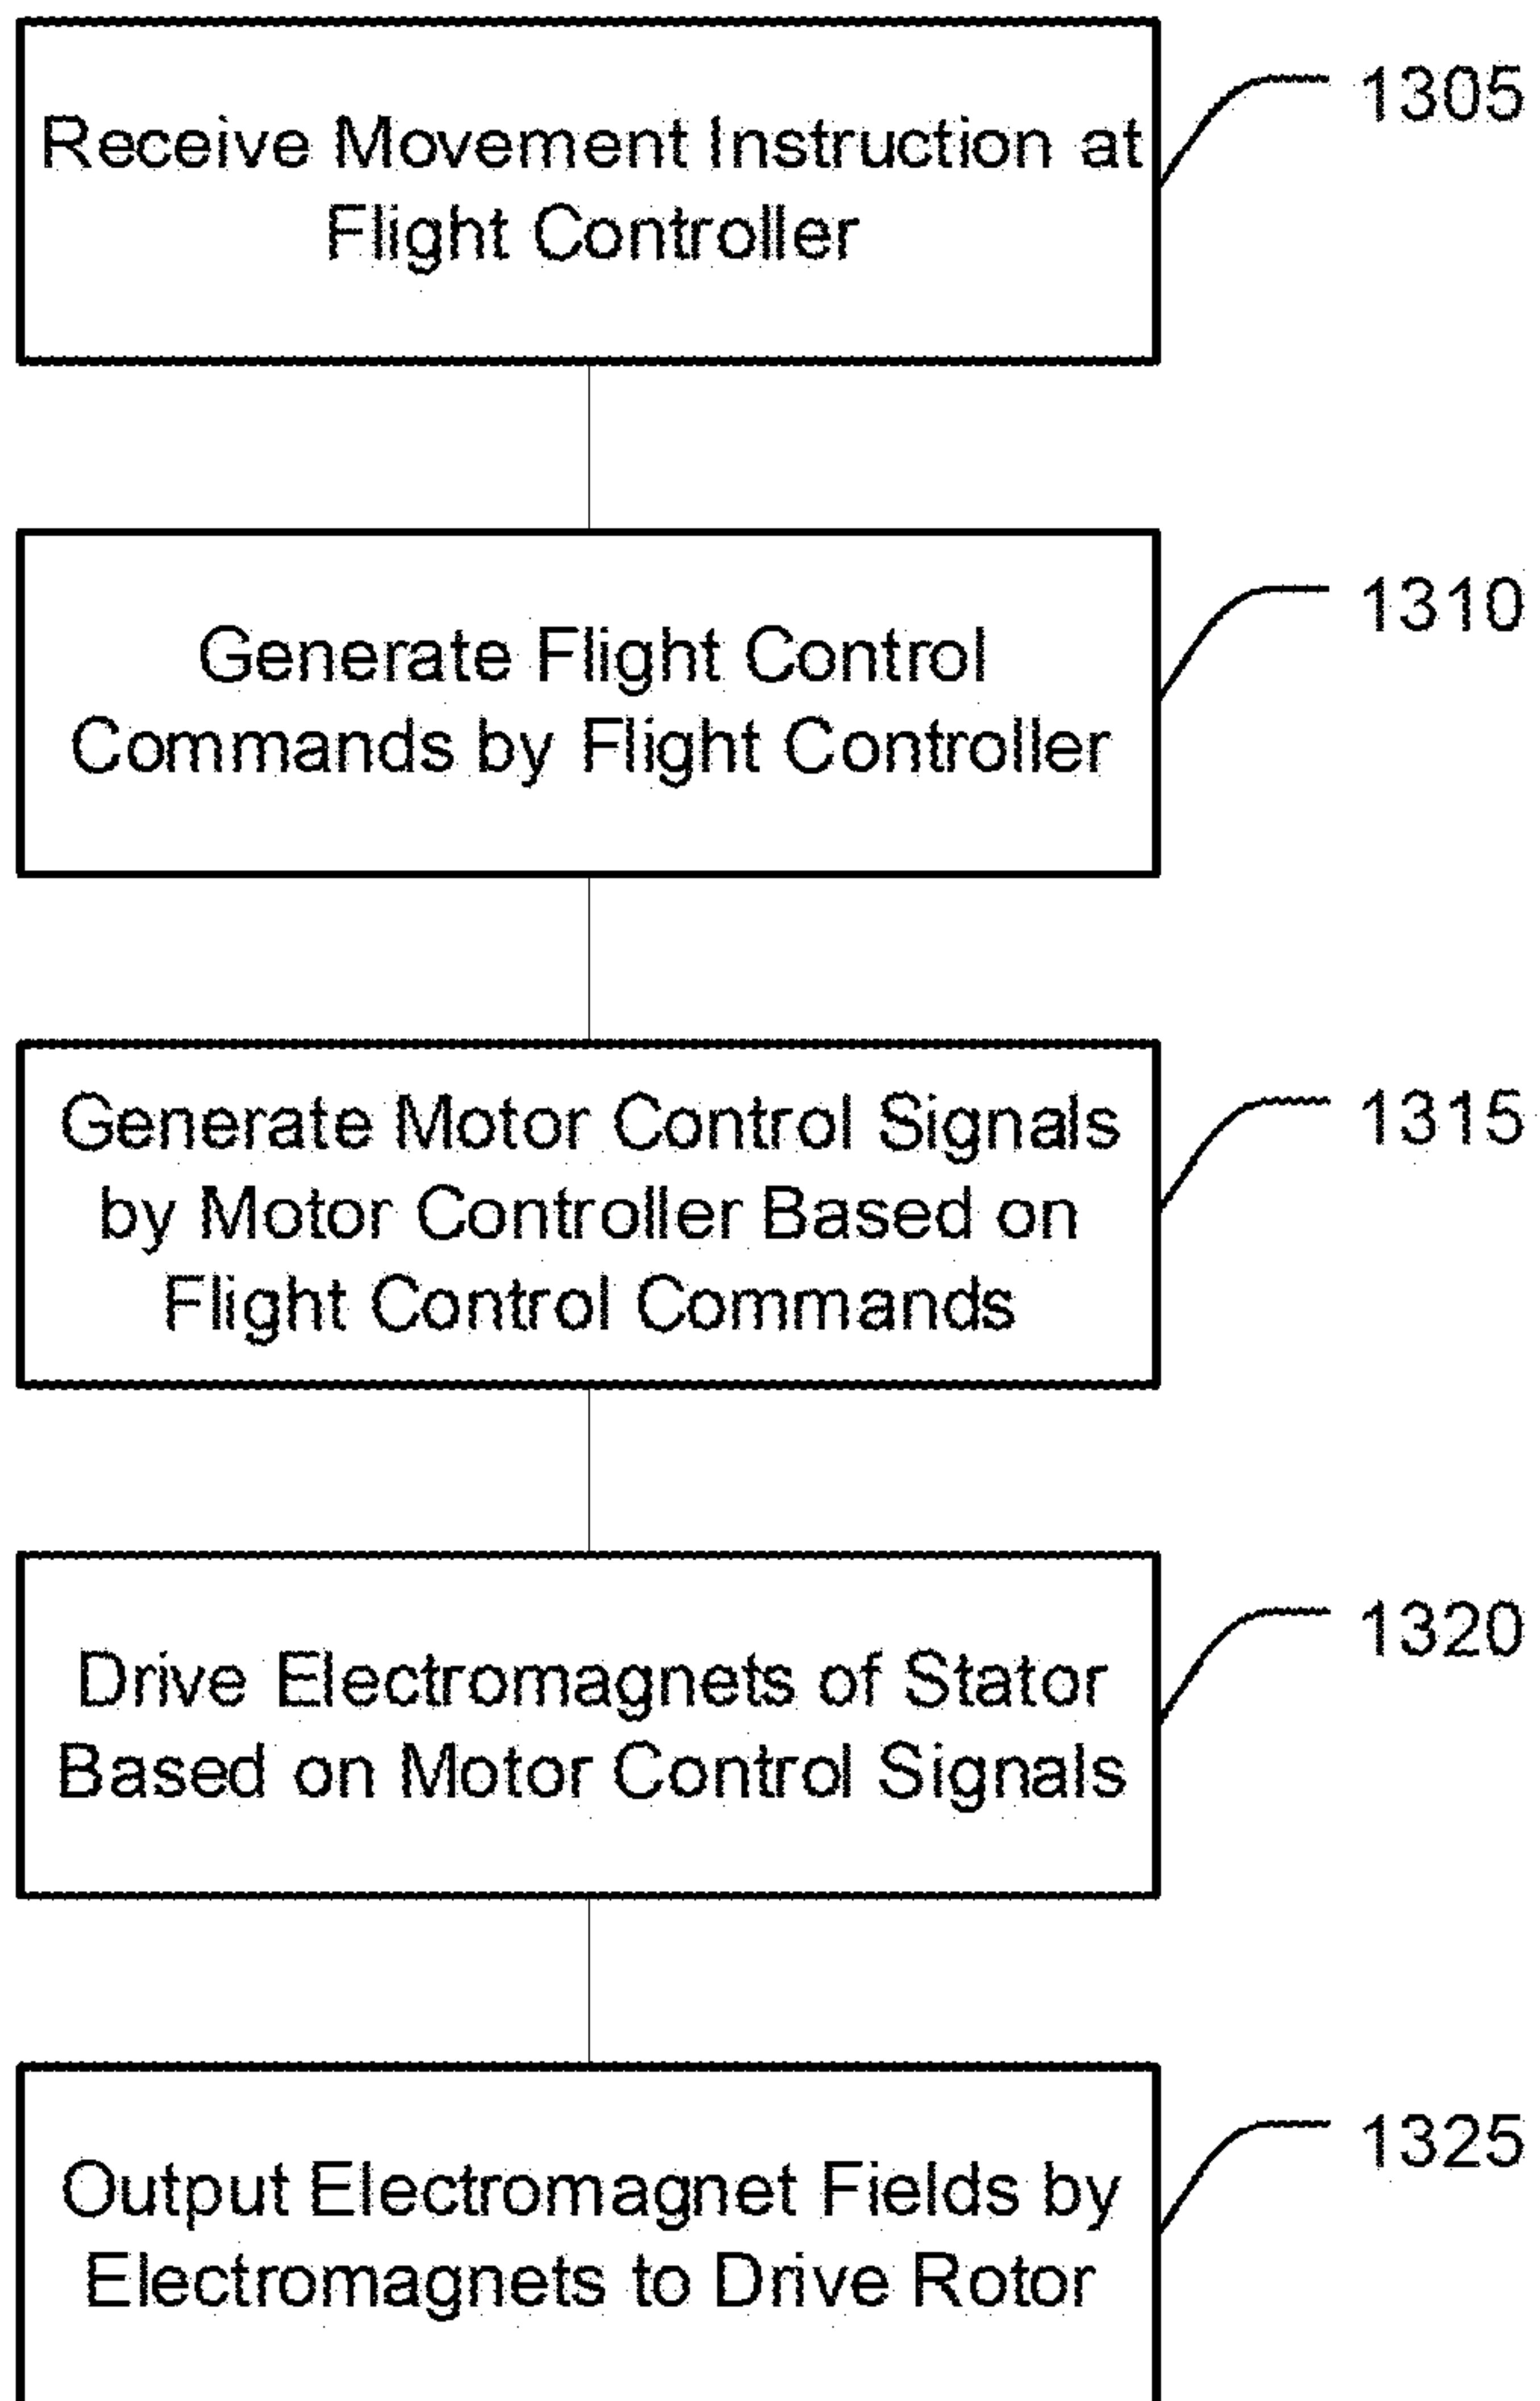 Receive Movement Instruction at
Flight Controller
1305
Generate Flight Control
Commands by Flight Controller
1310
Generate Motor Control Signals
by Motor Controller Based on
Flight Control Commands
1315
Drive Electromagnets of Stator
Based on Motor Control Signals
1320
Output Electromagnet Fields by
Electromagnets to Drive Rotor
1325